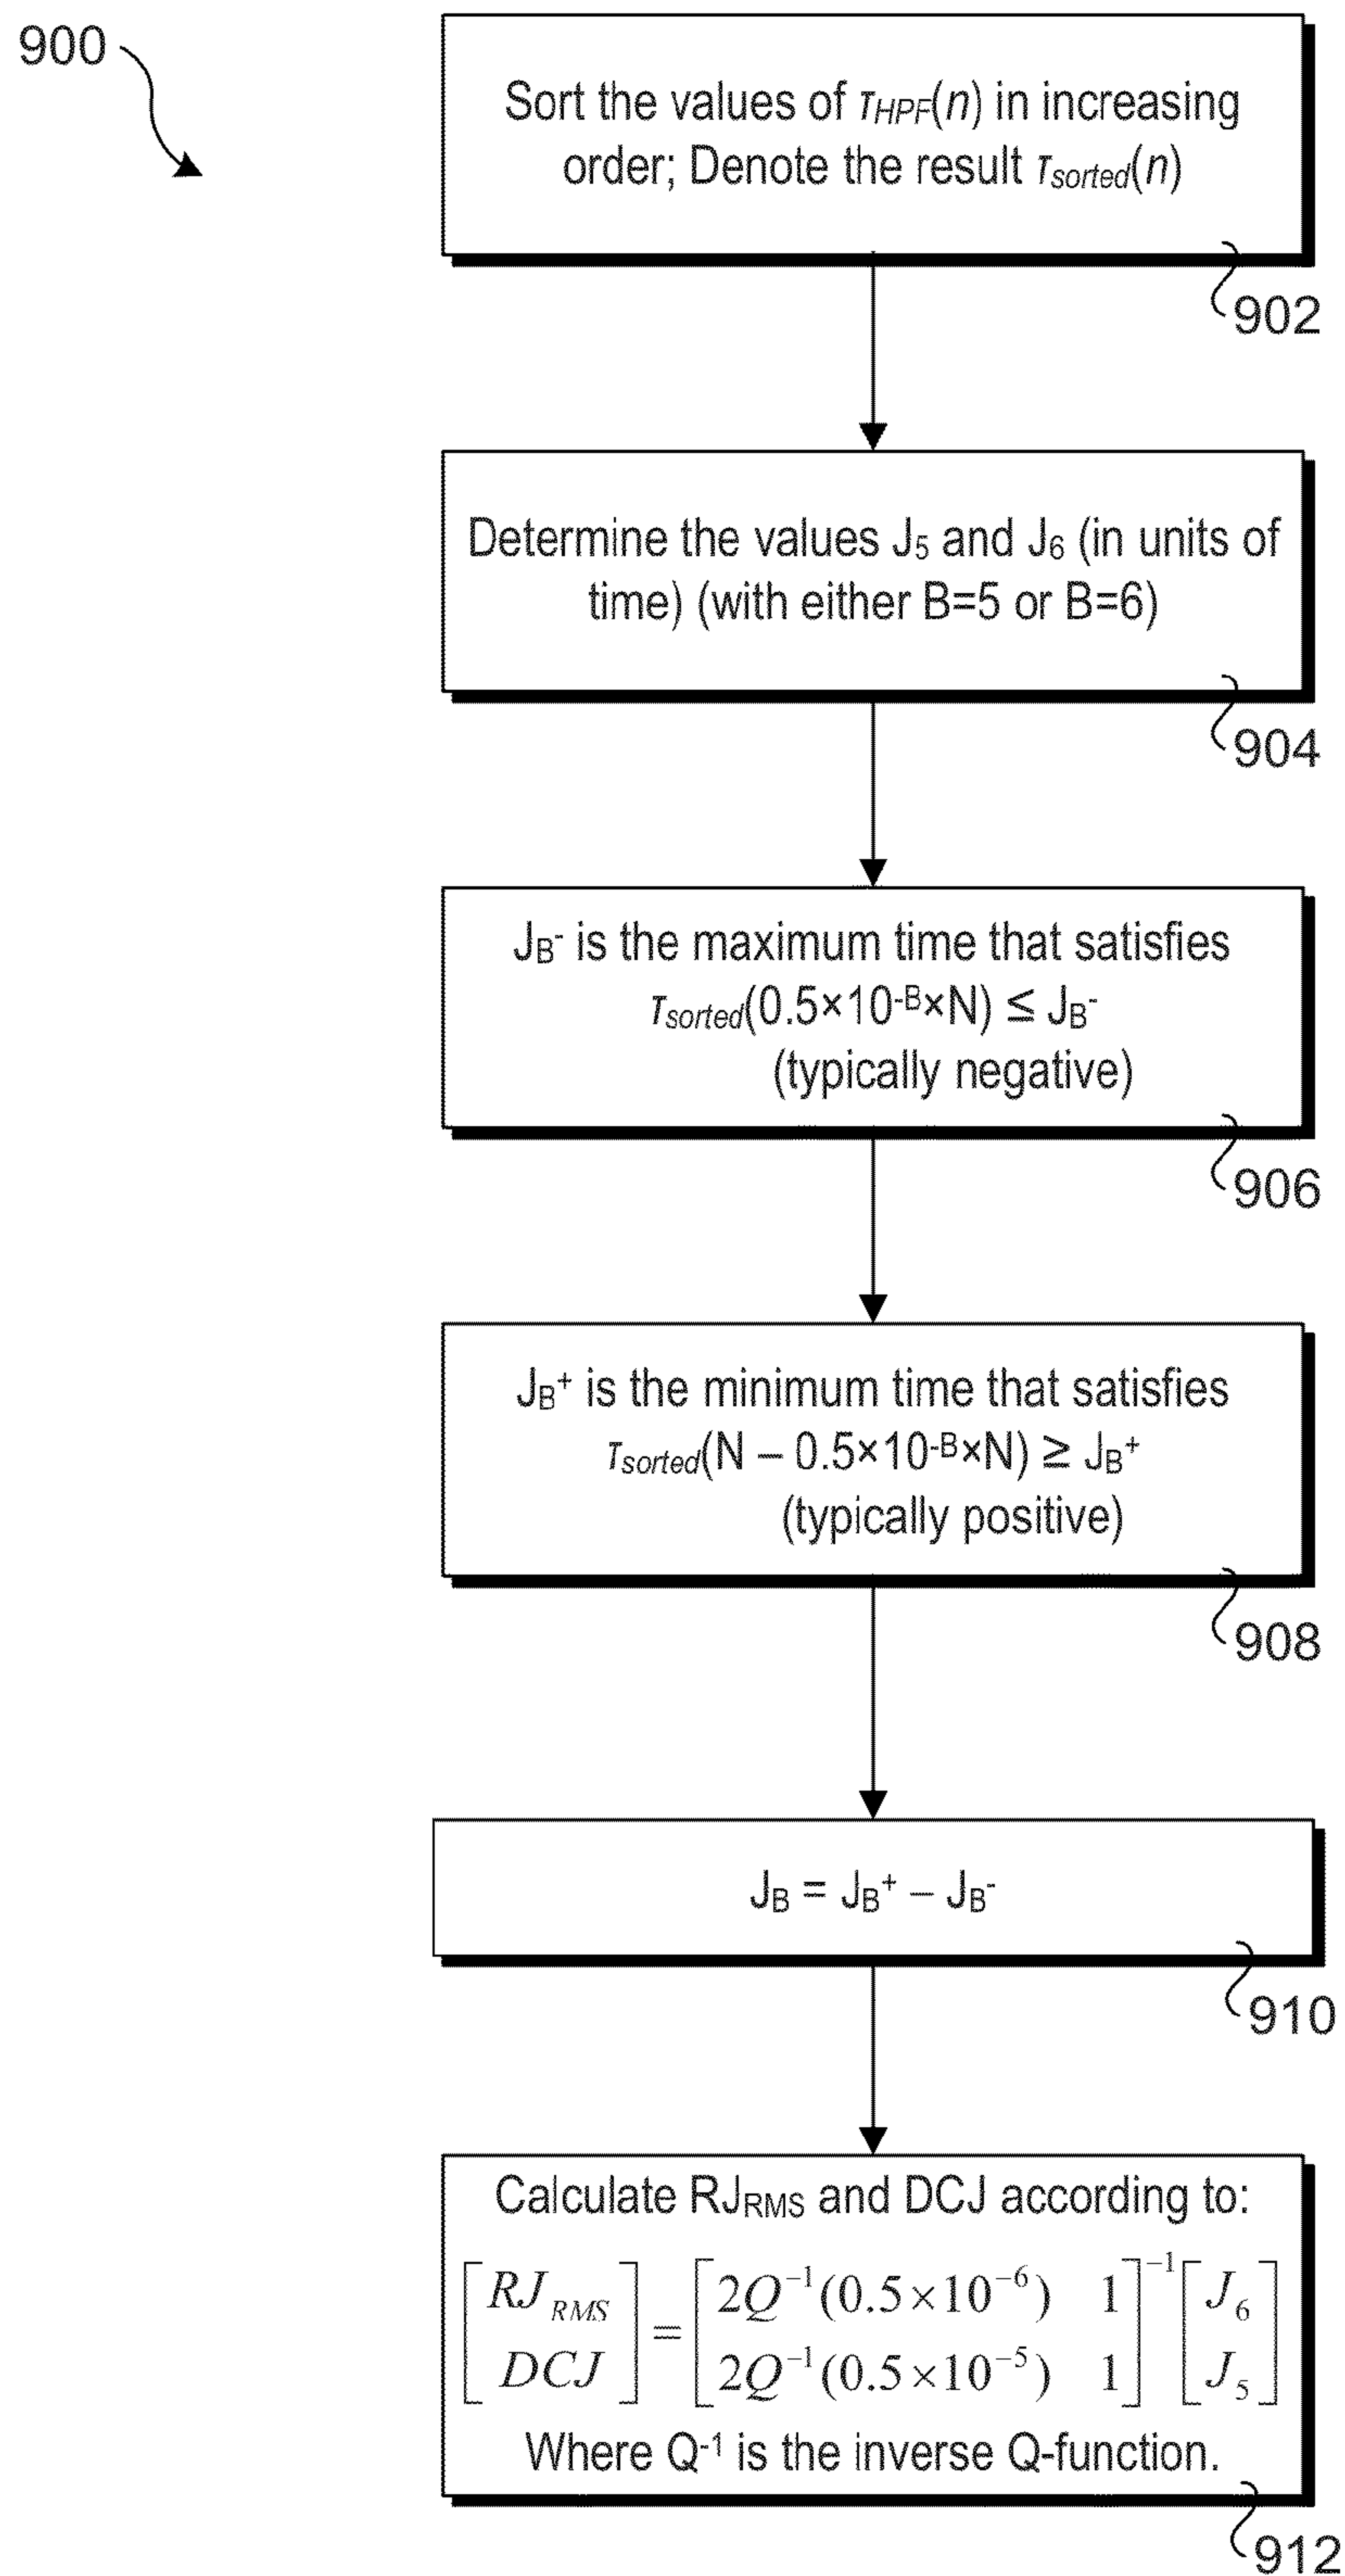 900
Sort the values of τHPF(n) in increasing
order; Denote the result τsorted(n)
902
Determine the values J5 and J6 (in units of
time) (with either B=5 or B=6)
904
JB- is the maximum time that satisfies
τsorted(0.5×10-B×N) ≤ JB-
(typically negative)
906
JB+ is the minimum time that satisfies
τsorted(N – 0.5×10-B×N) ≥ JB+
(typically positive)
908
JB = JB+ – JB-
910
Calculate RJRMS and DCJ according to:
[RJRMS DCJ] = [2Q−1(0.5×10−6) 1 2Q−1(0.5×10−5) 1]−1 [J6 J5]
Where Q-1 is the inverse Q-function.
912